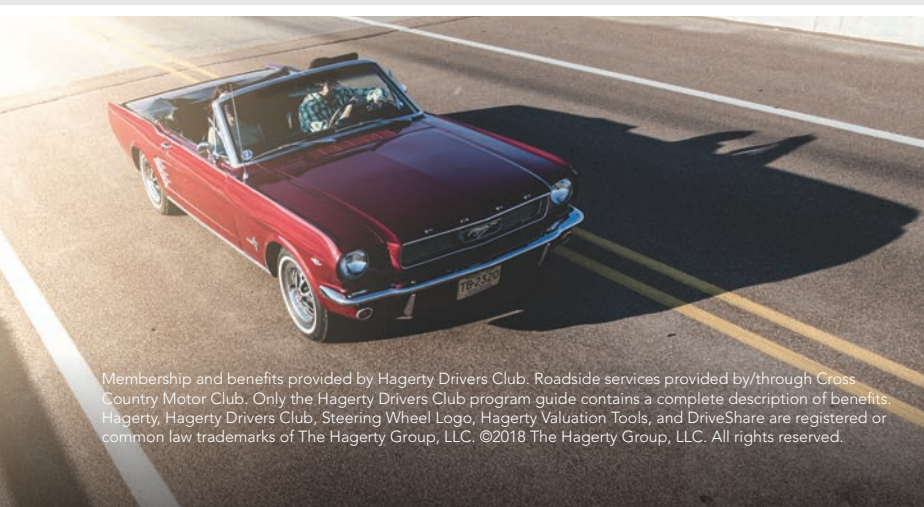 FORD
TB-2320
Membership and benefits provided by Hagerty Drivers Club. Roadside services provided by/through Cross
Country Motor Club. Only the Hagerty Drivers Club program guide contains a complete description of benefits.
Hagerty, Hagerty Drivers Club, Steering Wheel Logo, Hagerty Valuation Tools, and DriveShare are registered or
common law trademarks of The Hagerty Group, LLC. ©2018 The Hagerty Group, LLC. All rights reserved.